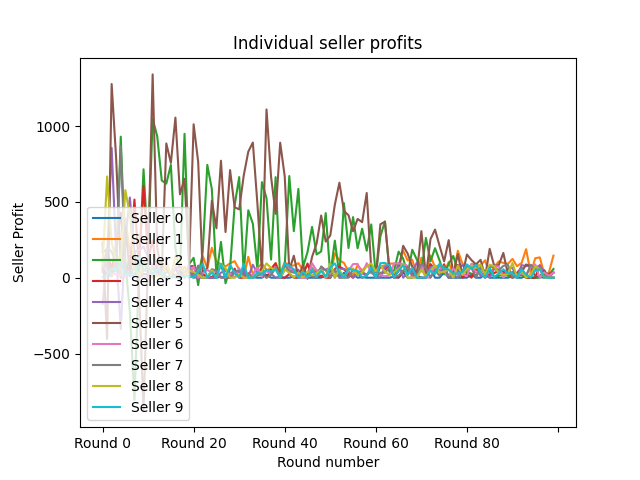 Individual seller profits
Seller Profit
1000
500
0
−500
Seller 0
Seller 1
Seller 2
Seller 3
Seller 4
Seller 5
Seller 6
Seller 7
Seller 8
Seller 9
Round 0 Round 20 Round 40 Round 60 Round 80
Round number